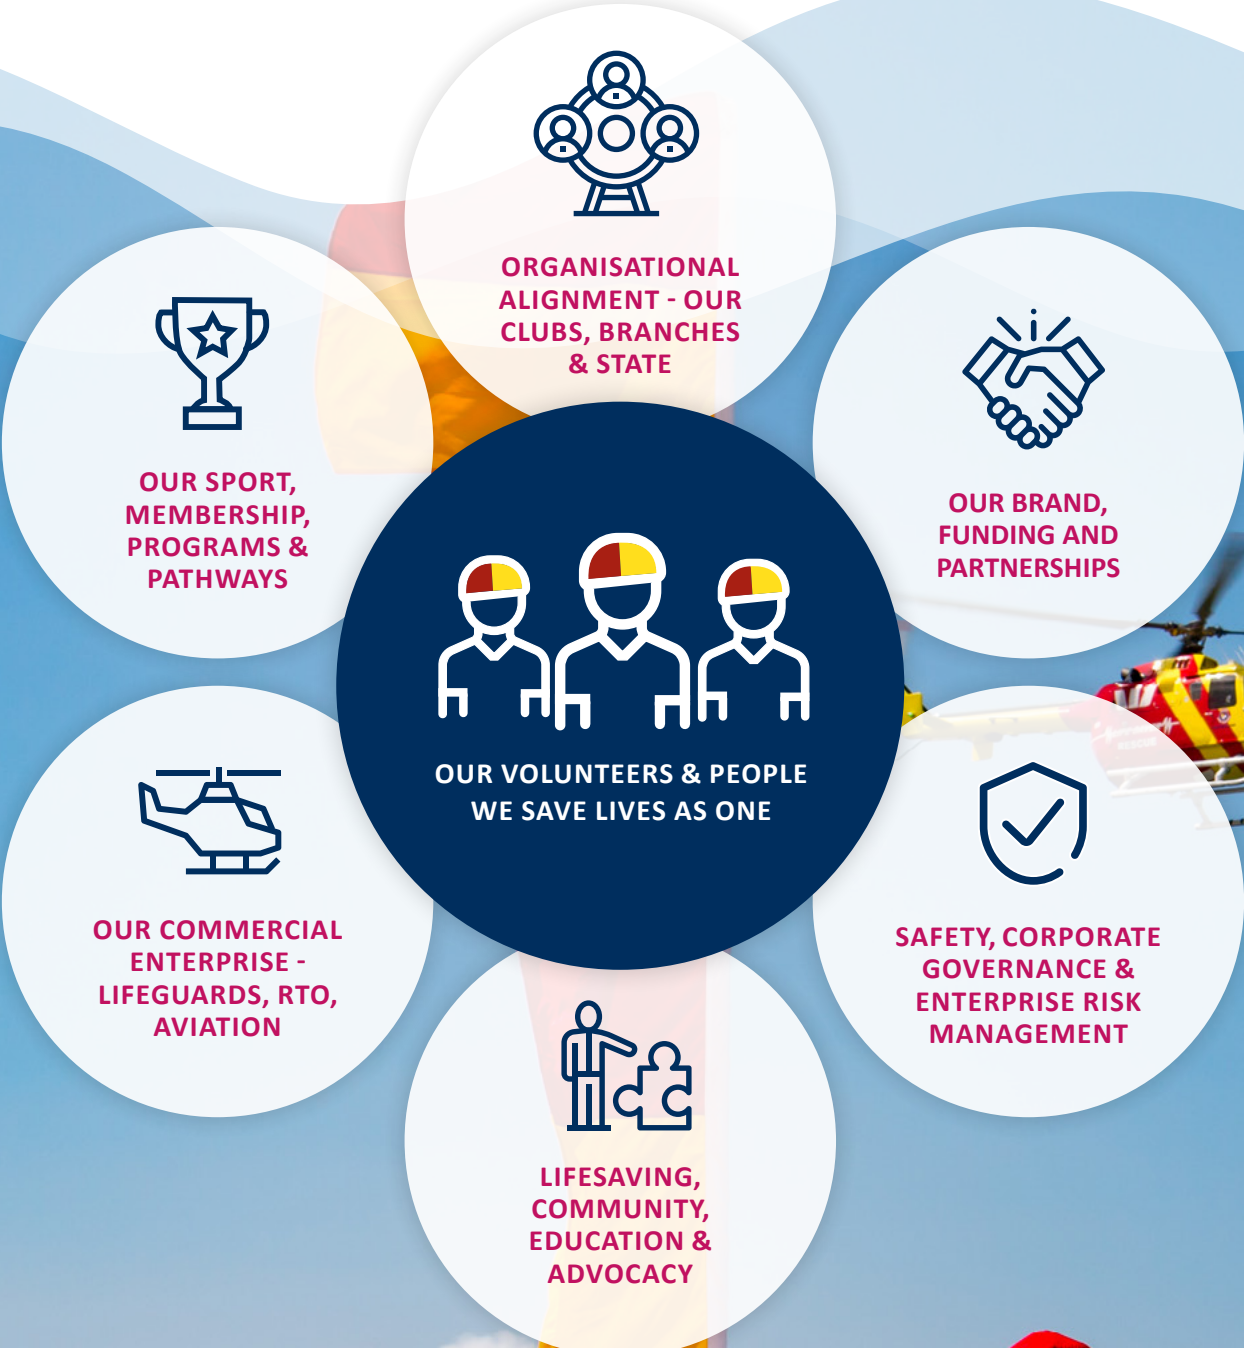 ORGANISATIONAL
ALIGNMENT - OUR
CLUBS, BRANCHES
& STATE
OUR SPORT,
MEMBERSHIP,
PROGRAMS &
PATHWAYS
OUR BRAND,
FUNDING AND
PARTNERSHIPS
OUR VOLUNTEERS & PEOPLE
WE SAVE LIVES AS ONE
OUR COMMERCIAL
ENTERPRISE -
LIFEGUARDS, RTO,
AVIATION
SAFETY, CORPORATE
GOVERNANCE &
ENTERPRISE RISK
MANAGEMENT
LIFESAVING,
COMMUNITY,
EDUCATION &
ADVOCACY